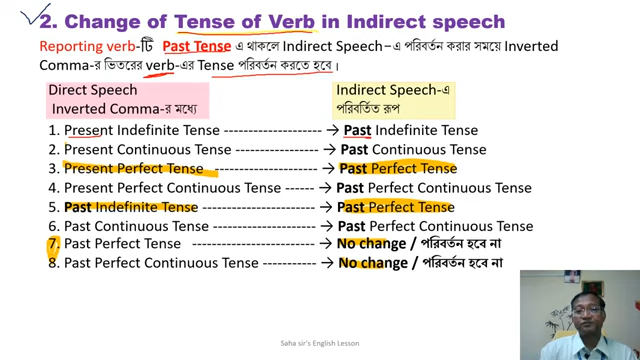 2. Change of Tense of Verb in Indirect speech
Reporting verb-টি Past Tense এ থাকলে Indirect Speech-এ পরিবর্তন করার সময়ে Inverted
Comma-র ভিতরের verb-এর Tense পরিবর্তন করতে হবে।
Direct Speech
Inverted Comma-র মধ্যে
Indirect Speech-এ
পরিবর্তিত রূপ
1. Present Indefinite Tense --------------------→ Past Indefinite Tense
2. Present Continuous Tense -------------------→ Past Continuous Tense
3. Present Perfect Tense ---------------------→ Past Perfect Tense
4. Present Perfect Continuous Tense ------→ Past Perfect Continuous Tense
5. Past Indefinite Tense -------------------------→ Past Perfect Tense
6. Past Continuous Tense -----------------------→ Past Perfect Continuous Tense
7. Past Perfect Tense -------------------------→ No change / পরিবর্তন হবে না
8. Past Perfect Continuous Tense -----------→ No change / পরিবর্তন হবে না
Saha sir's English Lesson